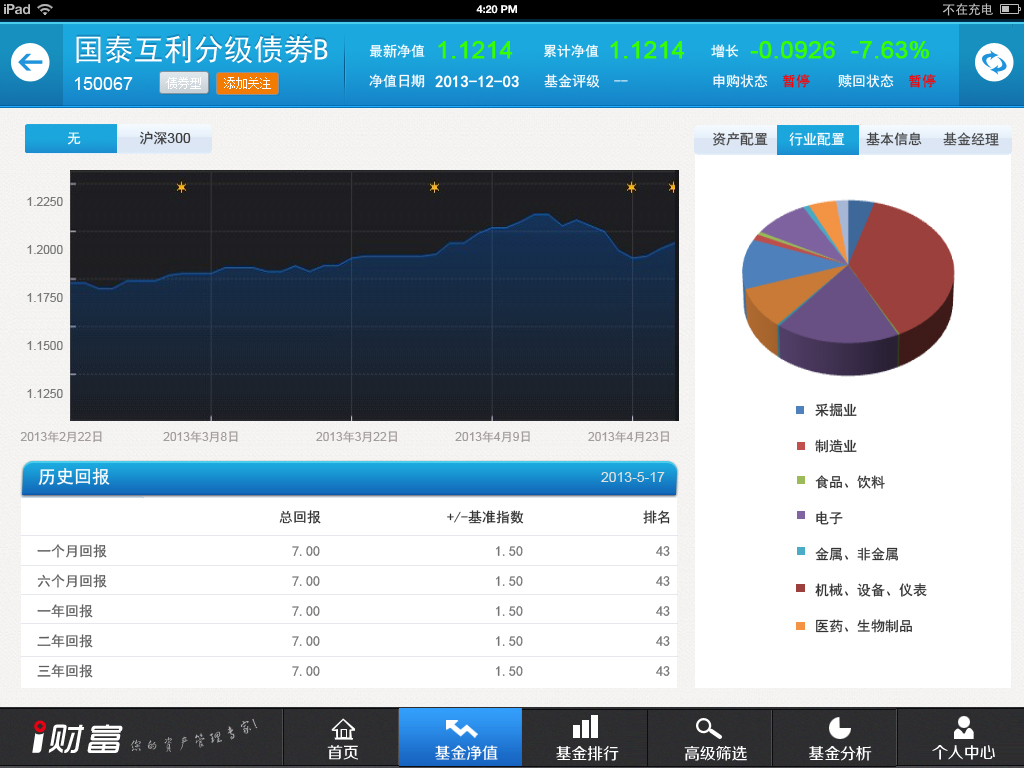 iPad 4:20 PM 不在充电
国泰互利分级债券B
150067 债券型 添加关注
最新净值 1.1214 累计净值 1.1214 增长 -0.0926 -7.63%
净值日期 2013-12-03 基金评级 -- 申购状态 暂停 赎回状态 暂停
无 沪深300
资产配置 行业配置 基本信息 基金经理
1.2250
1.2000
1.1750
1.1500
1.1250
2013年2月22日 2013年3月8日 2013年3月22日 2013年4月9日 2013年4月23日
采掘业
制造业
食品、饮料
电子
金属、非金属
机械、设备、仪表
医药、生物制品
历史回报 2013-5-17
总回报 +/-基准指数 排名
一个月回报 7.00 1.50 43
六个月回报 7.00 1.50 43
一年回报 7.00 1.50 43
二年回报 7.00 1.50 43
三年回报 7.00 1.50 43
i财富 您的资产管理专家!
首页 基金净值 基金排行 高级筛选 基金分析 个人中心